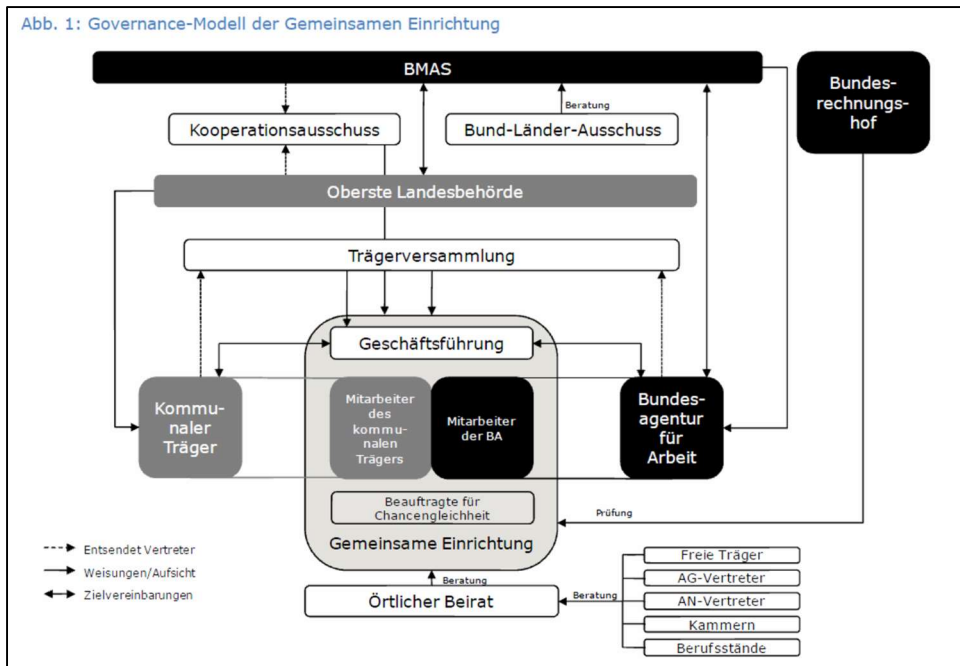 Abb. 1: Governance-Modell der Gemeinsamen Einrichtung
BMAS
Bundes-
rechnungs-
hof
Beratung
Kooperationsausschuss
Bund-Länder-Ausschuss
Oberste Landesbehörde
Trägerversammlung
Geschäftsführung
Kommu-
naler
Träger
Mitarbeiter
des
kommu-
nalen
Trägers
Mitarbeiter
der BA
Bundes-
agentur
für
Arbeit
Beauftragte für
Chancengleichheit
Prüfung
Gemeinsame Einrichtung
Entsendet Vertreter
Weisungen/Aufsicht
Zielvereinbarungen
Beratung
Örtlicher Beirat
Beratung
Freie Träger
AG-Vertreter
AN-Vertreter
Kammern
Berufsstände